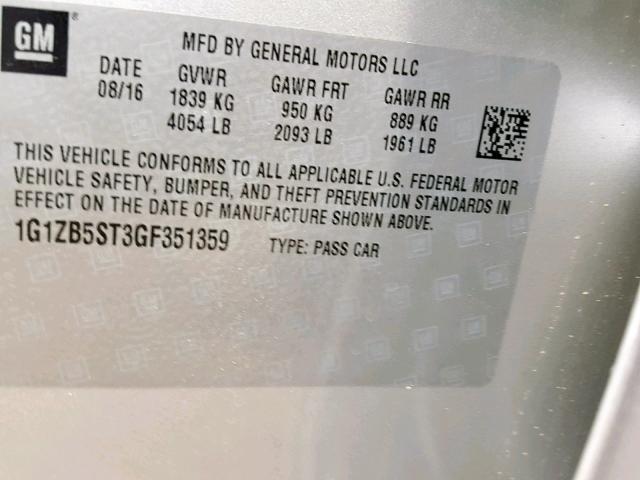 GM ®
MFD BY GENERAL MOTORS LLC
DATE GVWR GAWR FRT GAWR RR
08/16 1839 KG 950 KG 889 KG
4054 LB 2093 LB 1961 LB
THIS VEHICLE CONFORMS TO ALL APPLICABLE U.S. FEDERAL MOTOR
VEHICLE SAFETY, BUMPER, AND THEFT PREVENTION STANDARDS IN
EFFECT ON THE DATE OF MANUFACTURE SHOWN ABOVE.
1G1ZB5ST3GF351359 TYPE: PASS CAR